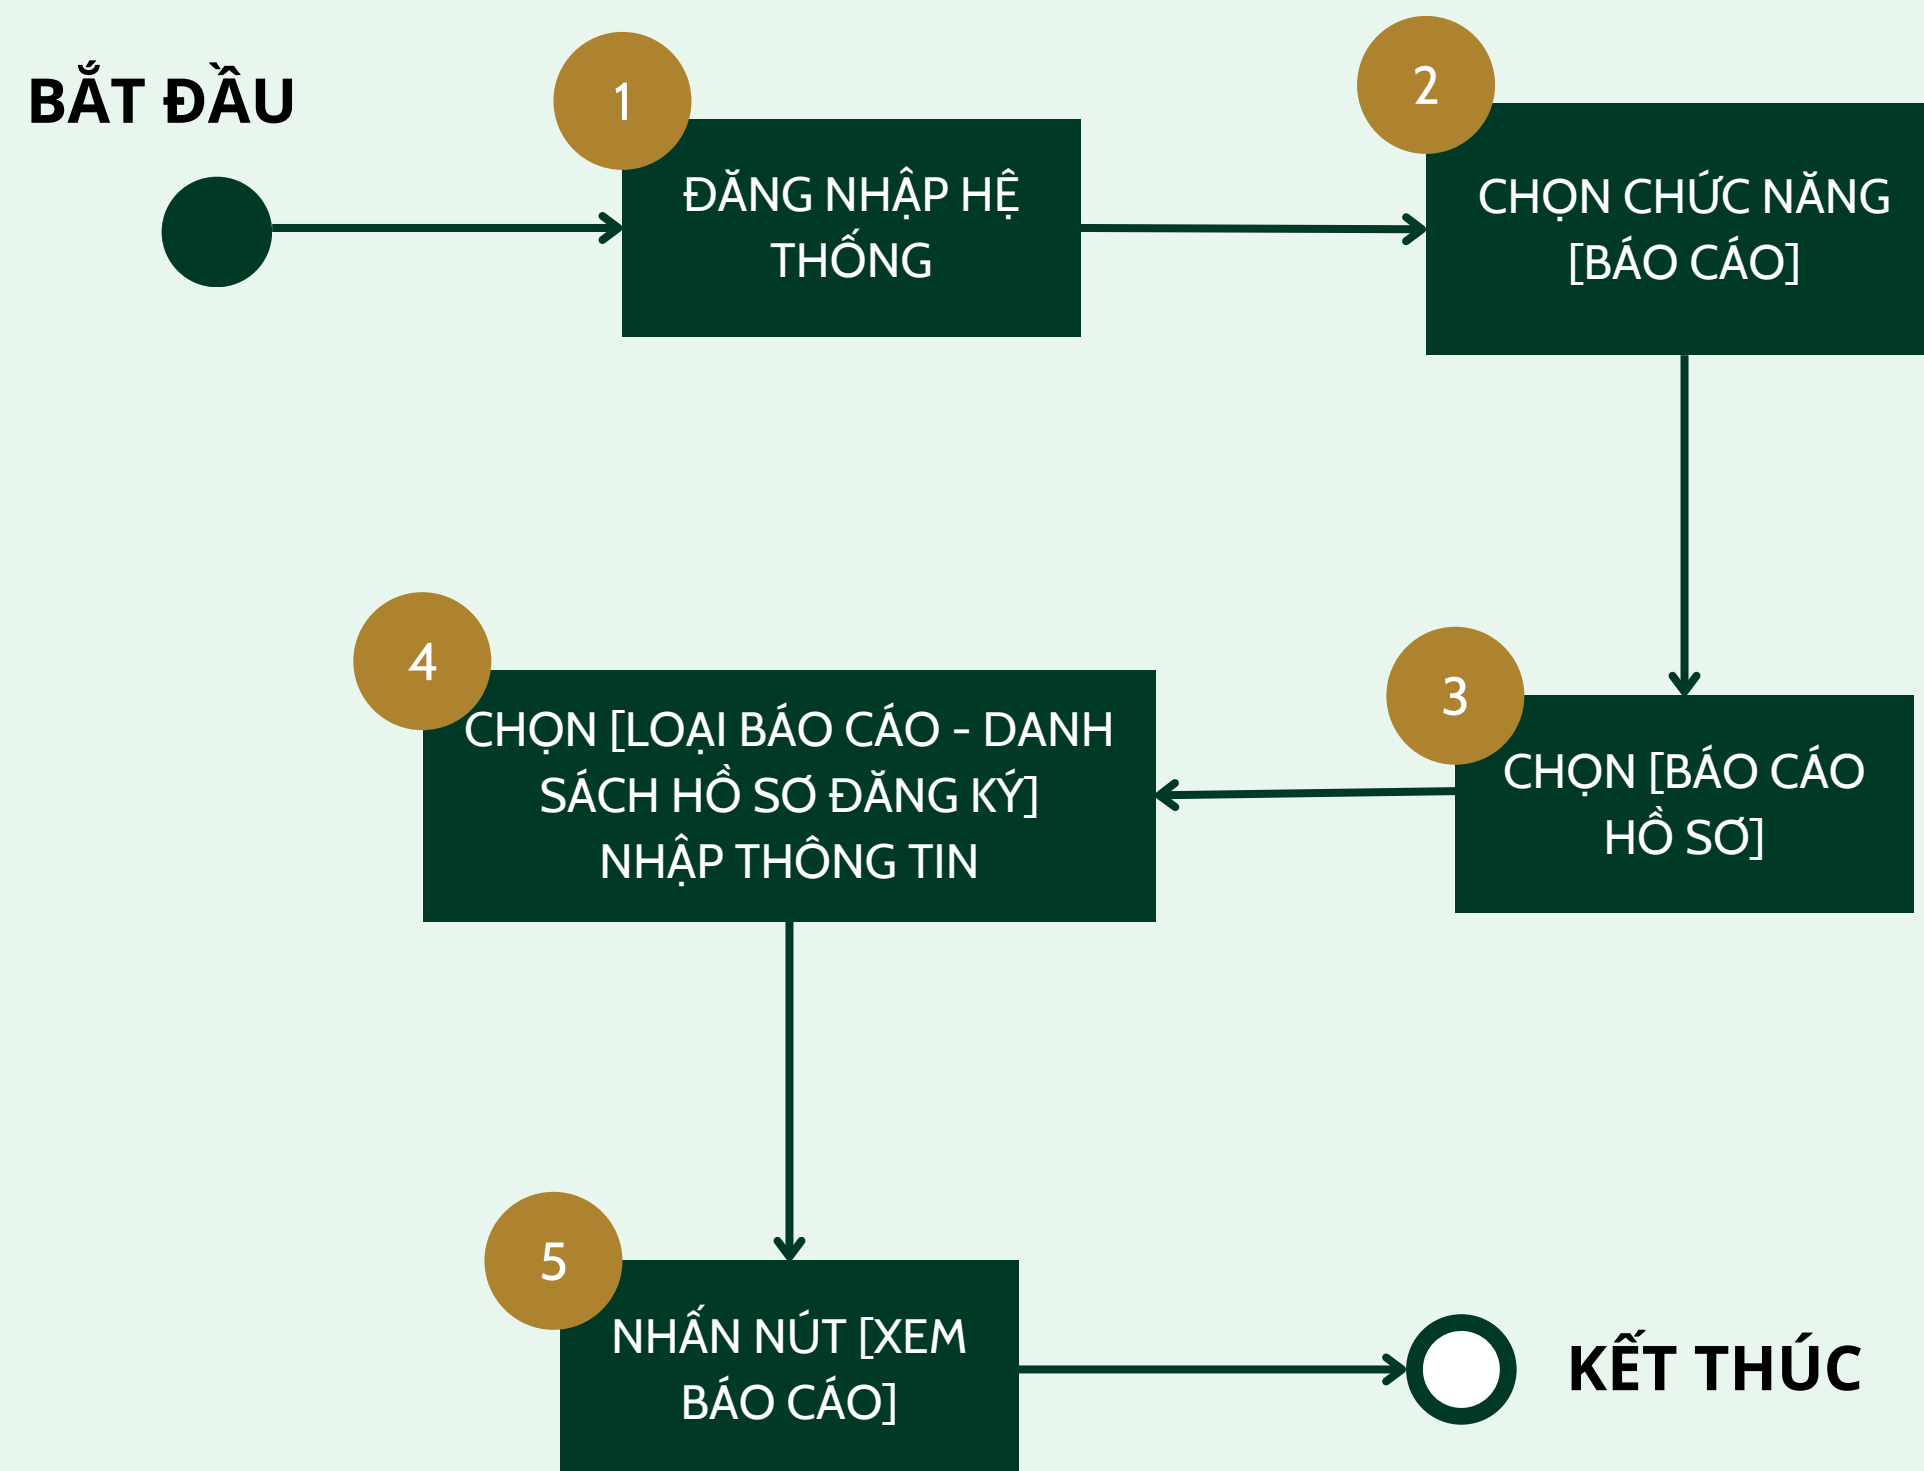 BẮT ĐẦU
1
ĐĂNG NHẬP HỆ
THỐNG
2
CHỌN CHỨC NĂNG
[BÁO CÁO]
3
CHỌN [BÁO CÁO
HỒ SƠ]
4
CHỌN [LOẠI BÁO CÁO - DANH
SÁCH HỒ SƠ ĐĂNG KÝ]
NHẬP THÔNG TIN
5
NHẤN NÚT [XEM
BÁO CÁO]
KẾT THÚC